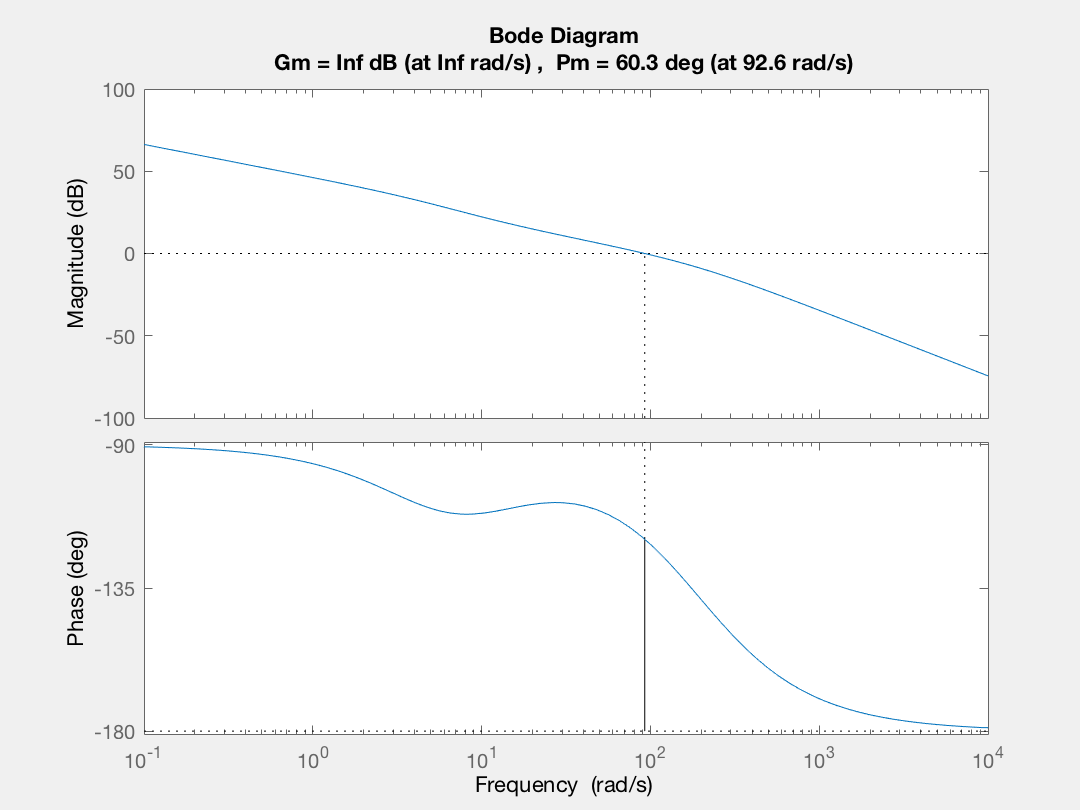 Bode Diagram
Gm = Inf dB (at Inf rad/s) ,  Pm = 60.3 deg (at 92.6 rad/s)
100
50
0
-50
-100
Magnitude (dB)
-90
-135
-180
Phase (deg)
10^-1
10^0
10^1
10^2
10^3
10^4
Frequency  (rad/s)